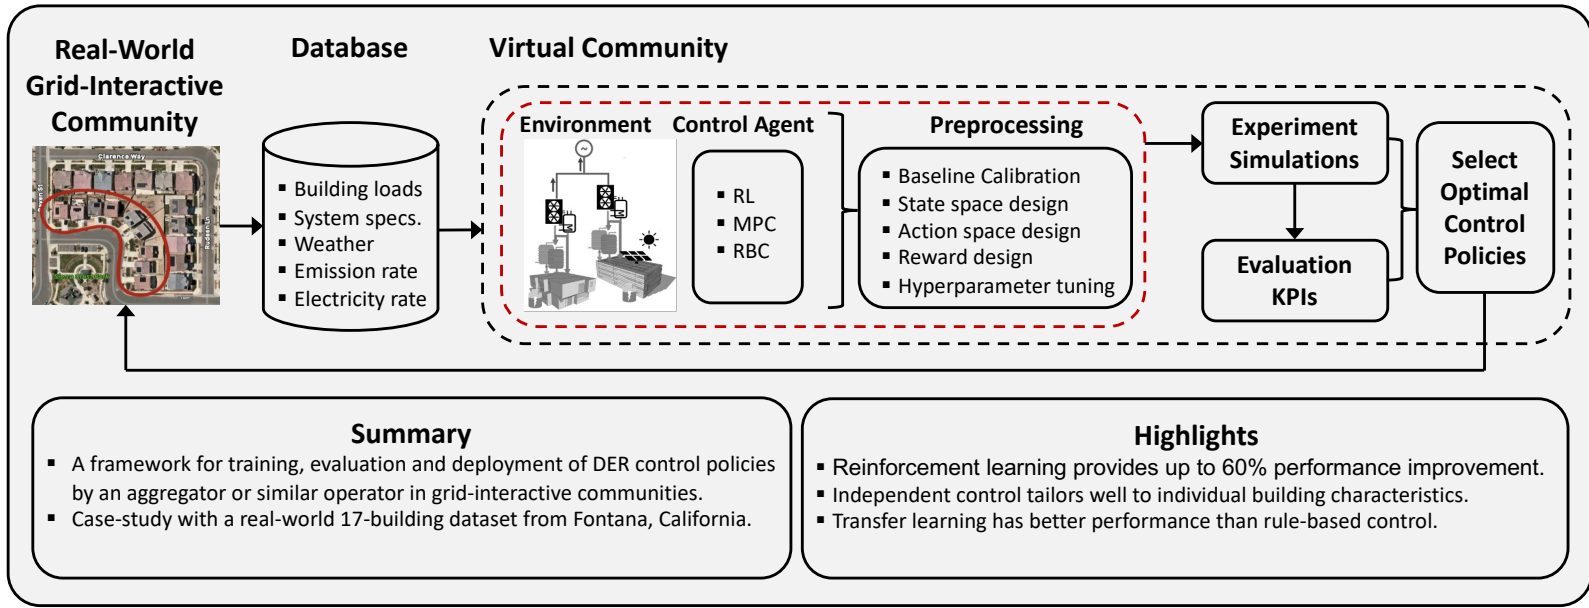 Real-World
Grid-Interactive
Community
Clarence Way
Rudean Ln
Database
▪ Building loads
▪ System specs.
▪ Weather
▪ Emission rate
▪ Electricity rate
Virtual Community
Environment
~
M
M
Control Agent
▪ RL
▪ MPC
▪ RBC
Preprocessing
▪ Baseline Calibration
▪ State space design
▪ Action space design
▪ Reward design
▪ Hyperparameter tuning
Experiment
Simulations
Evaluation
KPIs
Select
Optimal
Control
Policies
Summary
▪ A framework for training, evaluation and deployment of DER control policies
by an aggregator or similar operator in grid-interactive communities.
▪ Case-study with a real-world 17-building dataset from Fontana, California.
Highlights
▪ Reinforcement learning provides up to 60% performance improvement.
▪ Independent control tailors well to individual building characteristics.
▪ Transfer learning has better performance than rule-based control.